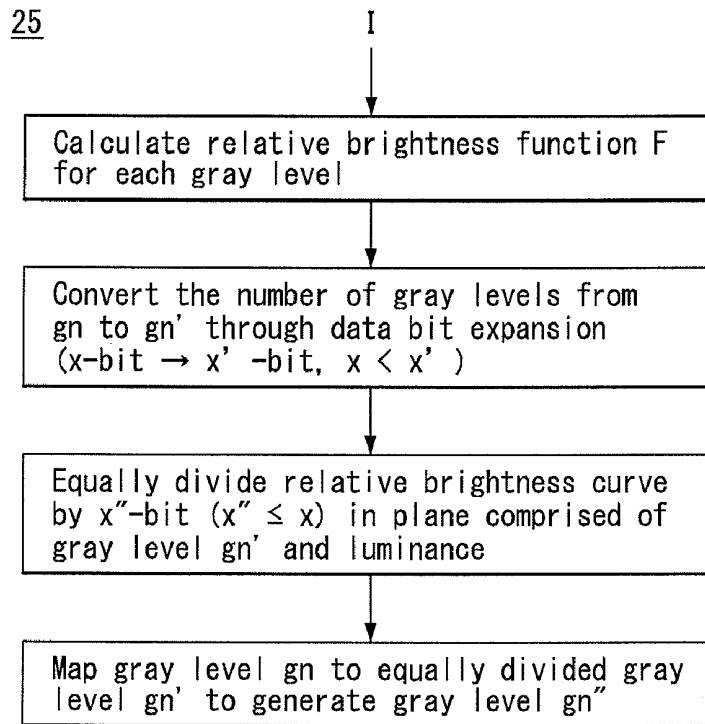 25
I
Calculate relative brightness function F
for each gray level
Convert the number of gray levels from
gn to gn' through data bit expansion
(x-bit → x' -bit, x < x' )
Equally divide relative brightness curve
by x″-bit (x″ ≤ x) in plane comprised of
gray level gn' and luminance
Map gray level gn to equally divided gray
level gn' to generate gray level gn″